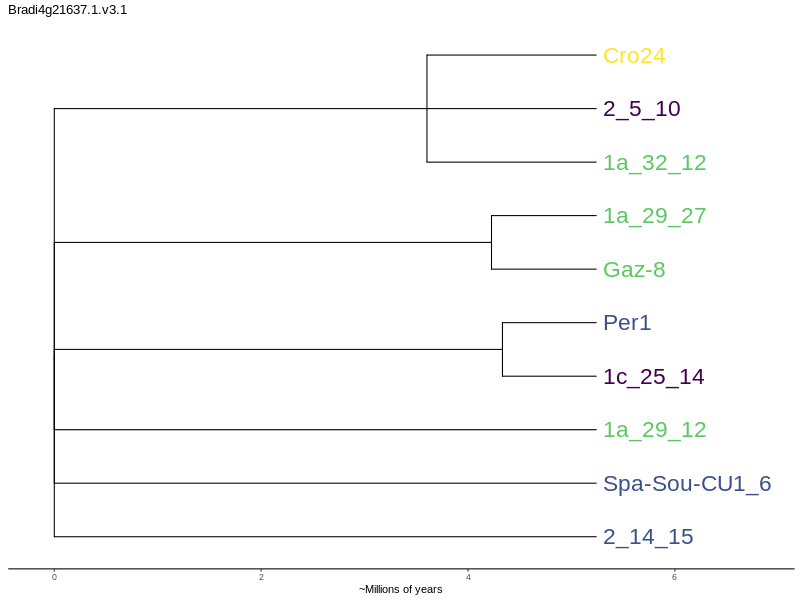 Bradi4g21637.1.v3.1
Cro24
2_5_10
1a_32_12
1a_29_27
Gaz-8
Per1
1c_25_14
1a_29_12
Spa-Sou-CU1_6
2_14_15
0 2 4 6
~Millions of years